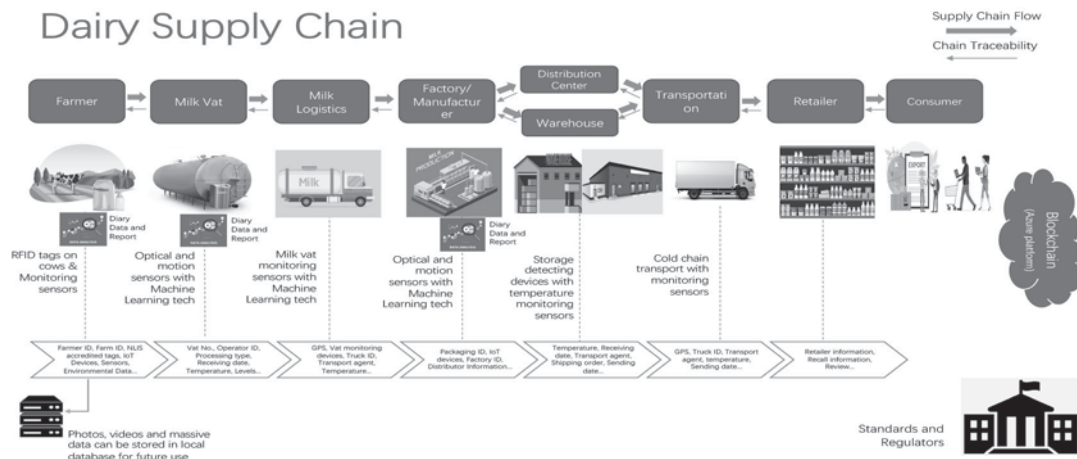 Dairy Supply Chain
Supply Chain Flow
Chain Traceability
Farmer
Milk Vat
Milk
Logistics
Factory/
Manufactur
er
Distribution
Center
Warehouse
Transportati
on
Retailer
Consumer
Milk
MILK
PRODUCTION
EXPORT
Diary
Data and
Report
Diary
Data and
Report
Diary
Data and
Report
RFID tags on
cows &
Monitoring
sensors
Optical and
motion
sensors with
Machine
Learning tech
Milk vat
monitoring
sensors with
Machine
Learning tech
Optical and
motion
sensors with
Machine
Learning tech
Storage
detecting
devices with
temperature
monitoring
sensors
Cold chain
transport with
monitoring
sensors
Blockchain
(Azure platform)
Farmer ID, Farm ID, NLIS
accredited tags, IoT
Devices, Sensors,
Environmental Data...
Vat No., Operator ID,
Processing type,
Receiving date,
Temperature, Levels...
GPS, Vat monitoring
devices, Truck ID,
Transport agent,
Temperature...
Packaging ID, IoT
devices, Factory ID,
Distributor Information...
Temperature, Receiving
date, Transport agent,
Shipping order, Sending
date...
GPS, Truck ID, Transport
agent, temperature,
Sending date...
Retailer information,
Recall information,
Review...
Photos, videos and massive
data can be stored in local
database for future use
Standards and
Regulators